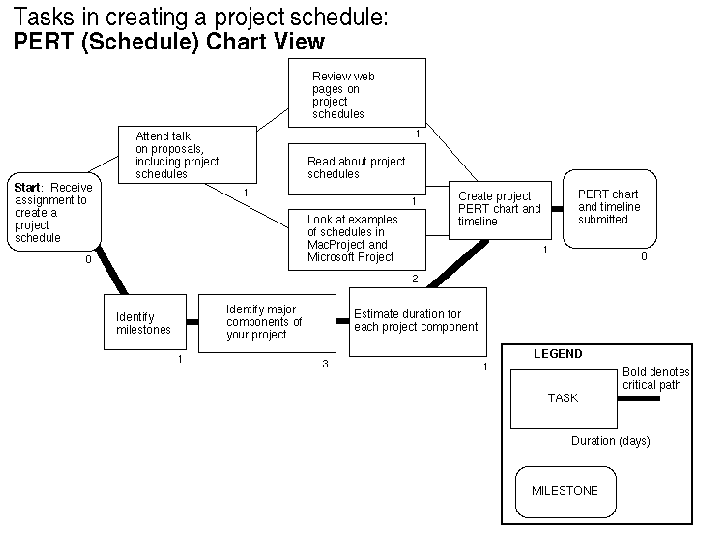 Tasks in creating a project schedule:
PERT (Schedule) Chart View
Review web
pages on
project
schedules
1
Attend talk
on proposals,
including project
schedules
1
Read about project
schedules
1
Start: Receive
assignment to
create a
project
schedule
0
Look at examples
of schedules in
MacProject and
Microsoft Project
2
Create project
PERT chart and
timeline
1
PERT chart
and timeline
submitted
0
Identify
milestones
1
Identify major
components of
your project
3
Estimate duration for
each project component
1
LEGEND
TASK
Bold denotes
critical path
Duration (days)
MILESTONE